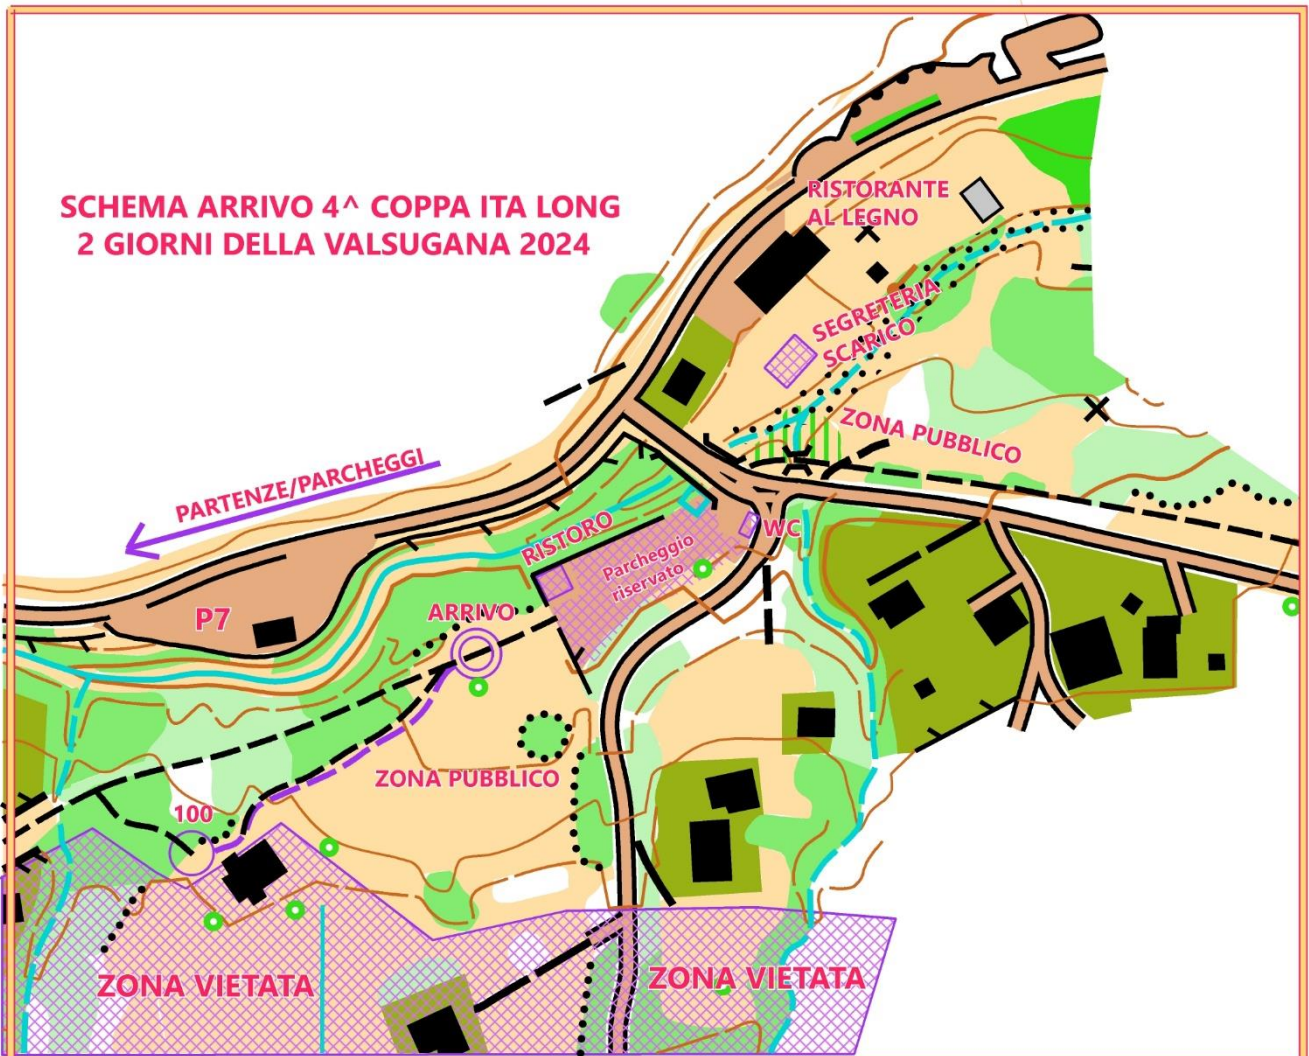 SCHEMA ARRIVO 4^ COPPA ITA LONG
2 GIORNI DELLA VALSUGANA 2024
RISTORANTE
AL LEGNO
SEGRETERIA
SCARICO
ZONA PUBBLICO
PARTENZE/PARCHEGGI
RISTORO
WC
Parcheggio
riservato
P7
ARRIVO
ZONA PUBBLICO
100
ZONA VIETATA
ZONA VIETATA